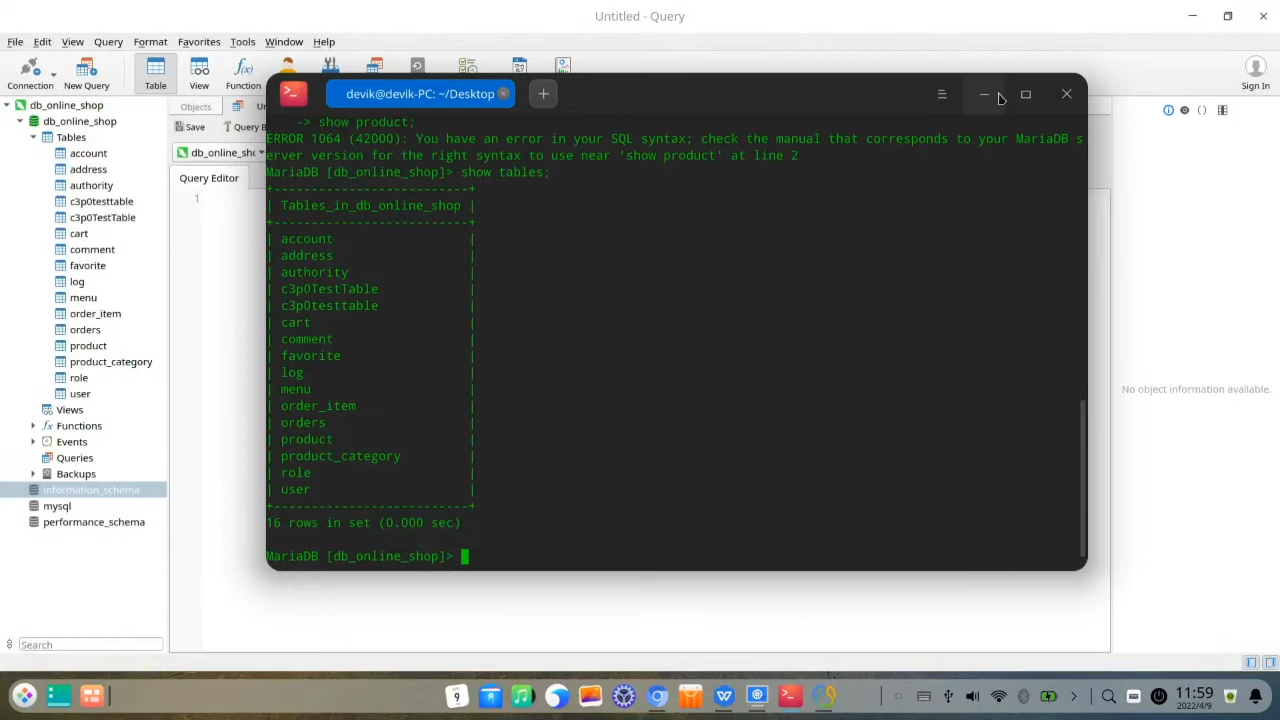 Untitled - Query
File Edit View Query Format Favorites Tools Window Help
Connection New Query Table View Function
Sign In
db_online_shop
db_online_shop
Tables
account
address
authority
c3p0testtable
c3p0TestTable
cart
comment
favorite
log
menu
order_item
orders
product
product_category
role
user
Views
Functions
Events
Queries
Backups
information_schema
mysql
performance_schema
Search
Objects
Save Query B
db_online_sh
Query Editor
1
devik@devik-PC: ~/Desktop
-> show product;
ERROR 1064 (42000): You have an error in your SQL syntax; check the manual that corresponds to your MariaDB s
erver version for the right syntax to use near 'show product' at line 2
MariaDB [db_online_shop]> show tables;
+--------------------------+
| Tables_in_db_online_shop |
+--------------------------+
| account |
| address |
| authority |
| c3p0TestTable |
| c3p0testtable |
| cart |
| comment |
| favorite |
| log |
| menu |
| order_item |
| orders |
| product |
| product_category |
| role |
| user |
+--------------------------+
16 rows in set (0.000 sec)
MariaDB [db_online_shop]>
No object information available.
9
11:59
2022/4/9